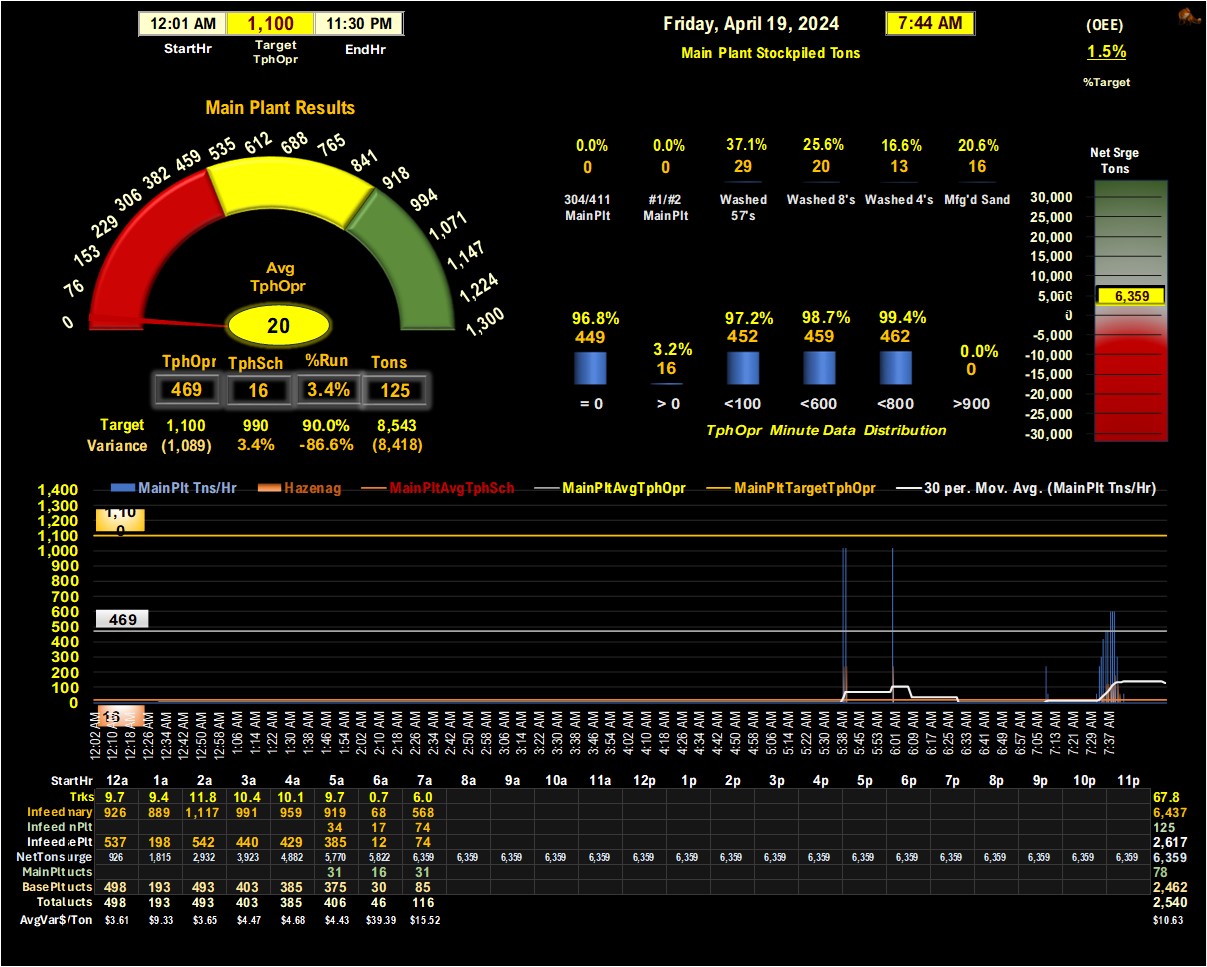 12:01 AM 1,100 11:30 PM
StartHr Target TphOpr EndHr
Friday, April 19, 2024 7:44 AM
Main Plant Stockpiled Tons
(OEE)
1.5%
%Target
Main Plant Results
0 76 153 229 306 382 459 535 612 688 765 841 918 994 1,071 1,147 1,224 1,300
Avg
TphOpr
20
TphOpr TphSch %Run Tons
469 16 3.4% 125
Target 1,100 990 90.0% 8,543
Variance (1,089) 3.4% -86.6% (8,418)
0.0% 0.0% 37.1% 25.6% 16.6% 20.6%
0 0 29 20 13 16
304/411 MainPlt #1/#2 MainPlt Washed 57's Washed 8's Washed 4's Mfg'd Sand
96.8% 3.2% 97.2% 98.7% 99.4% 0.0%
449 16 452 459 462 0
= 0 > 0 <100 <600 <800 >900
TphOpr Minute Data Distribution
Net Srge
Tons
30,000
25,000
20,000
15,000
10,000
5,000
6,359
0
-5,000
-10,000
-15,000
-20,000
-25,000
-30,000
MainPlt Tns/Hr Hazenag MainPltAvgTphSch MainPltAvgTphOpr MainPltTargetTphOpr 30 per. Mov. Avg. (MainPlt Tns/Hr)
1,400
1,300
1,200
1,100
1,000
900
800
700
600
500
400
300
200
100
0
1,100
469
16
12:02 AM 12:10 AM 12:18 AM 12:26 AM 12:34 AM 12:42 AM 12:50 AM 12:58 AM 1:06 AM 1:14 AM 1:22 AM 1:30 AM 1:38 AM 1:46 AM 1:54 AM 2:02 AM 2:10 AM 2:18 AM 2:26 AM 2:34 AM 2:42 AM 2:50 AM 2:58 AM 3:06 AM 3:14 AM 3:22 AM 3:30 AM 3:38 AM 3:46 AM 3:54 AM 4:02 AM 4:10 AM 4:18 AM 4:26 AM 4:34 AM 4:42 AM 4:50 AM 4:58 AM 5:06 AM 5:14 AM 5:22 AM 5:30 AM 5:38 AM 5:45 AM 5:53 AM 6:01 AM 6:09 AM 6:17 AM 6:25 AM 6:33 AM 6:41 AM 6:49 AM 6:57 AM 7:05 AM 7:13 AM 7:21 AM 7:29 AM 7:37 AM
StartHr 12a 1a 2a 3a 4a 5a 6a 7a 8a 9a 10a 11a 12p 1p 2p 3p 4p 5p 6p 7p 8p 9p 10p 11p
Trks 9.7 9.4 11.8 10.4 10.1 9.7 0.7 6.0 67.8
Infeed mary 926 889 1,117 991 959 919 68 568 6,437
Infeed nPlt 34 17 74 125
Infeed ePlt 537 198 542 440 429 385 12 74 2,617
NetTons urge 926 1,815 2,932 3,923 4,882 5,770 5,822 6,359 6,359 6,359 6,359 6,359 6,359 6,359 6,359 6,359 6,359 6,359 6,359 6,359 6,359 6,359 6,359 6,359 6,359
MainPlt ucts 31 16 31 78
BasePlt ucts 498 193 493 403 385 375 30 85 2,462
Total ucts 498 193 493 403 385 406 46 116 2,540
AvgVar$/Ton $3.61 $9.33 $3.65 $4.47 $4.68 $4.43 $39.39 $15.52 $10.63